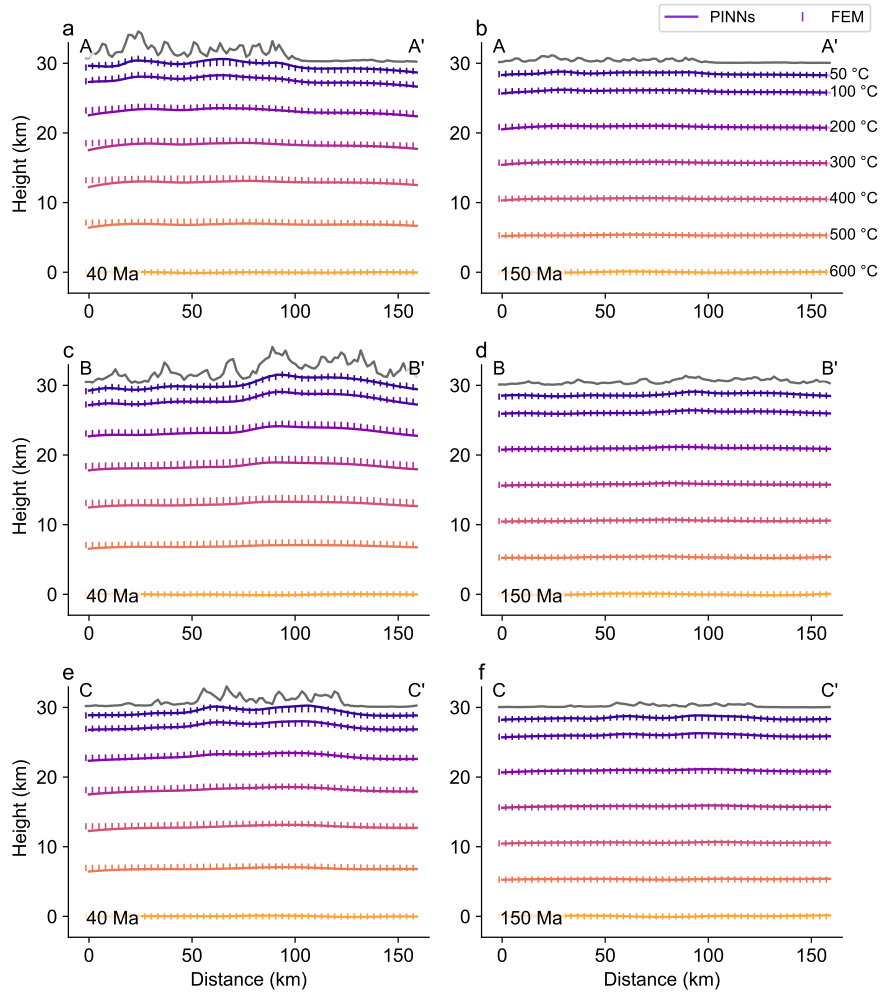 PINNs FEM
a
A A'
30
20
10
0
Height (km)
40 Ma
0 50 100 150
b
A A'
30
20
10
0
50 °C
100 °C
200 °C
300 °C
400 °C
500 °C
600 °C
150 Ma
0 50 100 150
c
B B'
30
20
10
0
Height (km)
40 Ma
0 50 100 150
d
B B'
30
20
10
0
150 Ma
0 50 100 150
e
C C'
30
20
10
0
Height (km)
40 Ma
0 50 100 150
Distance (km)
f
C C'
30
20
10
0
150 Ma
0 50 100 150
Distance (km)